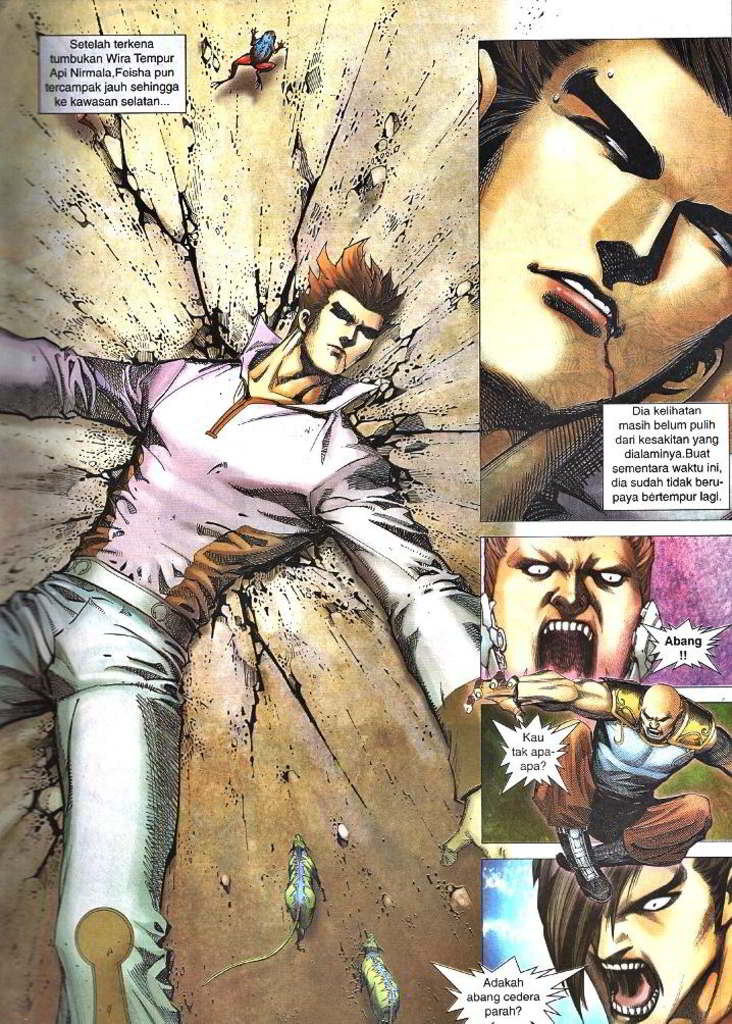 Setelah terkena
tumbukan Wira Tempur
Api Nirmala,Feisha pun
tercampak jauh sehingga
ke kawasan selatan...
Dia kelihatan
masih belum pulih
dari kesakitan yang
dialaminya.Buat
sementara waktu ini,
dia sudah tidak beru-
paya bertempur lagi.
Abang
!!
Kau
tak apa-
apa?
Adakah
abang cedera
parah?